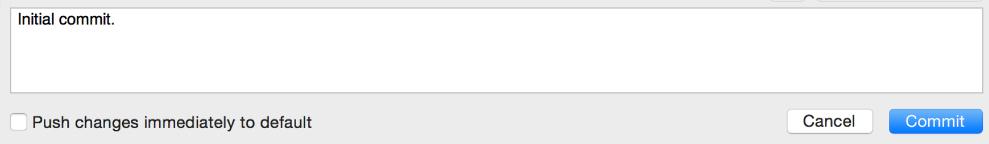 Initial commit.
Push changes immediately to default
Cancel
Commit